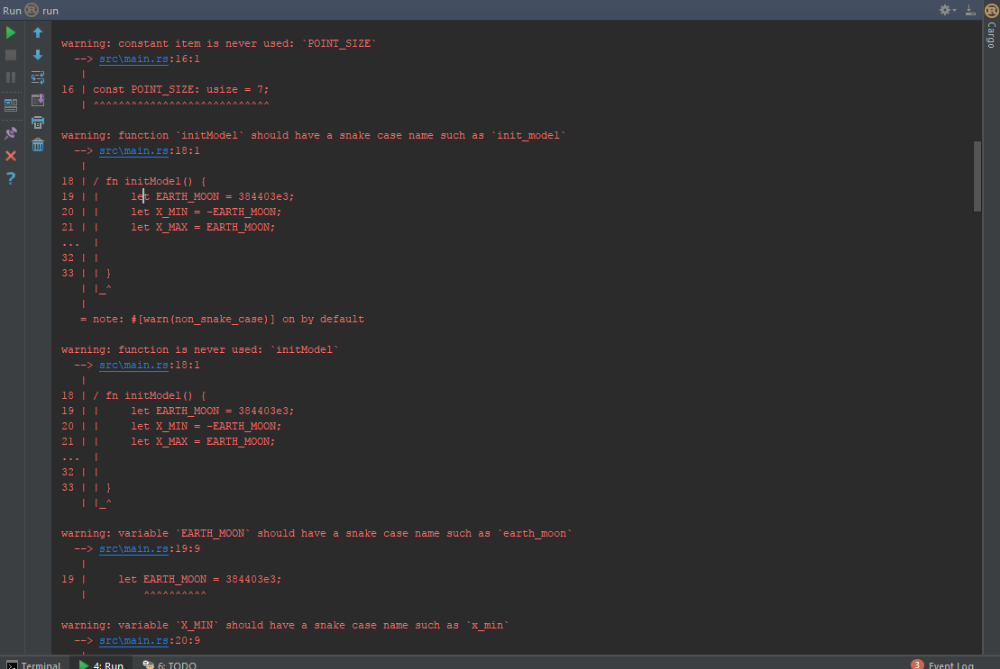 Run run
Cargo
warning: constant item is never used: `POINT_SIZE`
--> src\main.rs:16:1
|
16 | const POINT_SIZE: usize = 7;
| ^^^^^^^^^^^^^^^^^^^^^^^^^^^^
warning: function `initModel` should have a snake case name such as `init_model`
--> src\main.rs:18:1
|
18 | / fn initModel() {
19 | |     let EARTH_MOON = 384403e3;
20 | |     let X_MIN = -EARTH_MOON;
21 | |     let X_MAX = EARTH_MOON;
...  |
32 | |
33 | | }
| |_^
|
= note: #[warn(non_snake_case)] on by default
warning: function is never used: `initModel`
--> src\main.rs:18:1
|
18 | / fn initModel() {
19 | |     let EARTH_MOON = 384403e3;
20 | |     let X_MIN = -EARTH_MOON;
21 | |     let X_MAX = EARTH_MOON;
...  |
32 | |
33 | | }
| |_^
warning: variable `EARTH_MOON` should have a snake case name such as `earth_moon`
--> src\main.rs:19:9
|
19 |     let EARTH_MOON = 384403e3;
|         ^^^^^^^^^^
warning: variable `X_MIN` should have a snake case name such as `x_min`
--> src\main.rs:20:9
Terminal 4: Run 6: TODO 3 Event Log